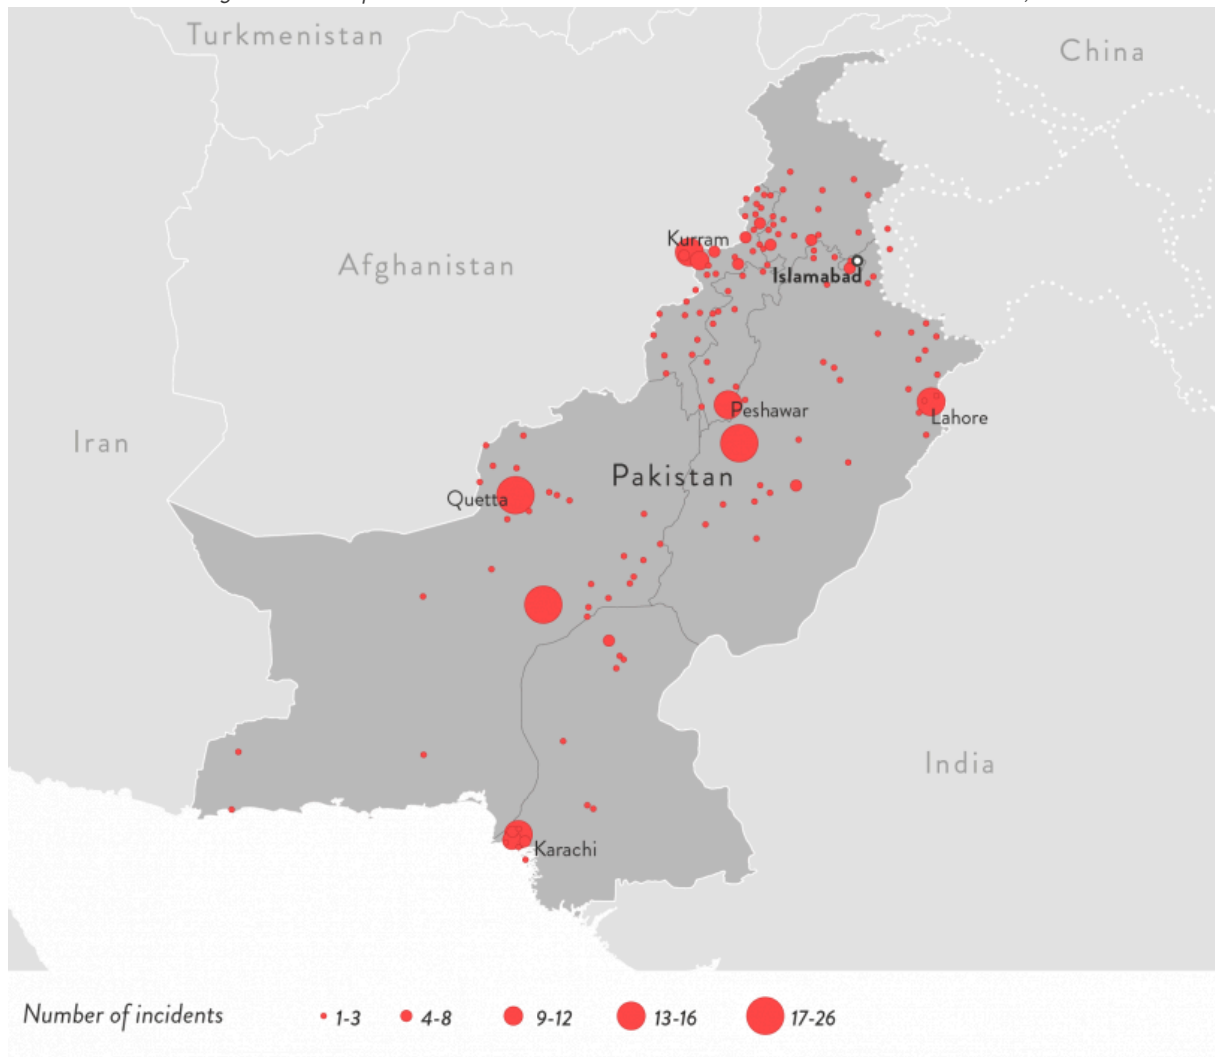 Turkmenistan
China
Kurram
Afghanistan
Islamabad
Iran
Peshawar
Lahore
Pakistan
Quetta
India
Karachi
Number of incidents
1-3
4-8
9-12
13-16
17-26